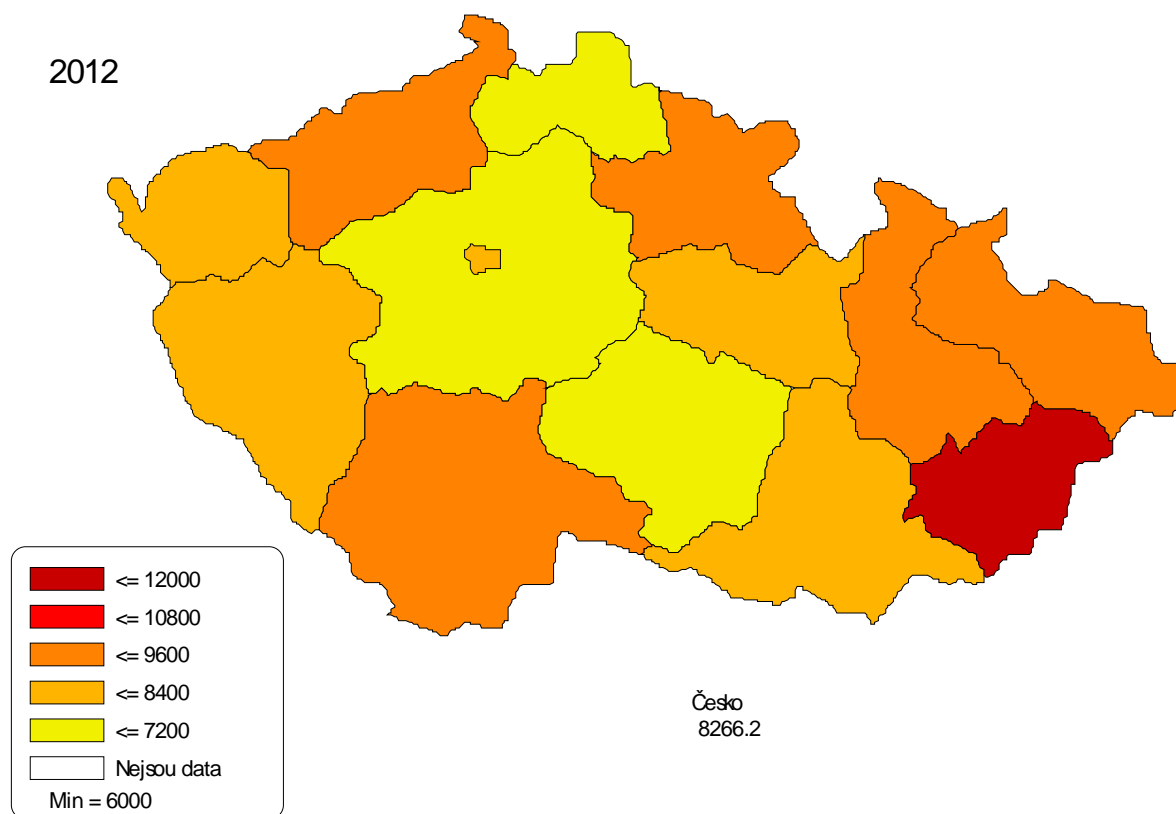 2012
<= 12000
<= 10800
<= 9600
<= 8400
<= 7200
Nejsou data
Min = 6000
Česko
8266.2